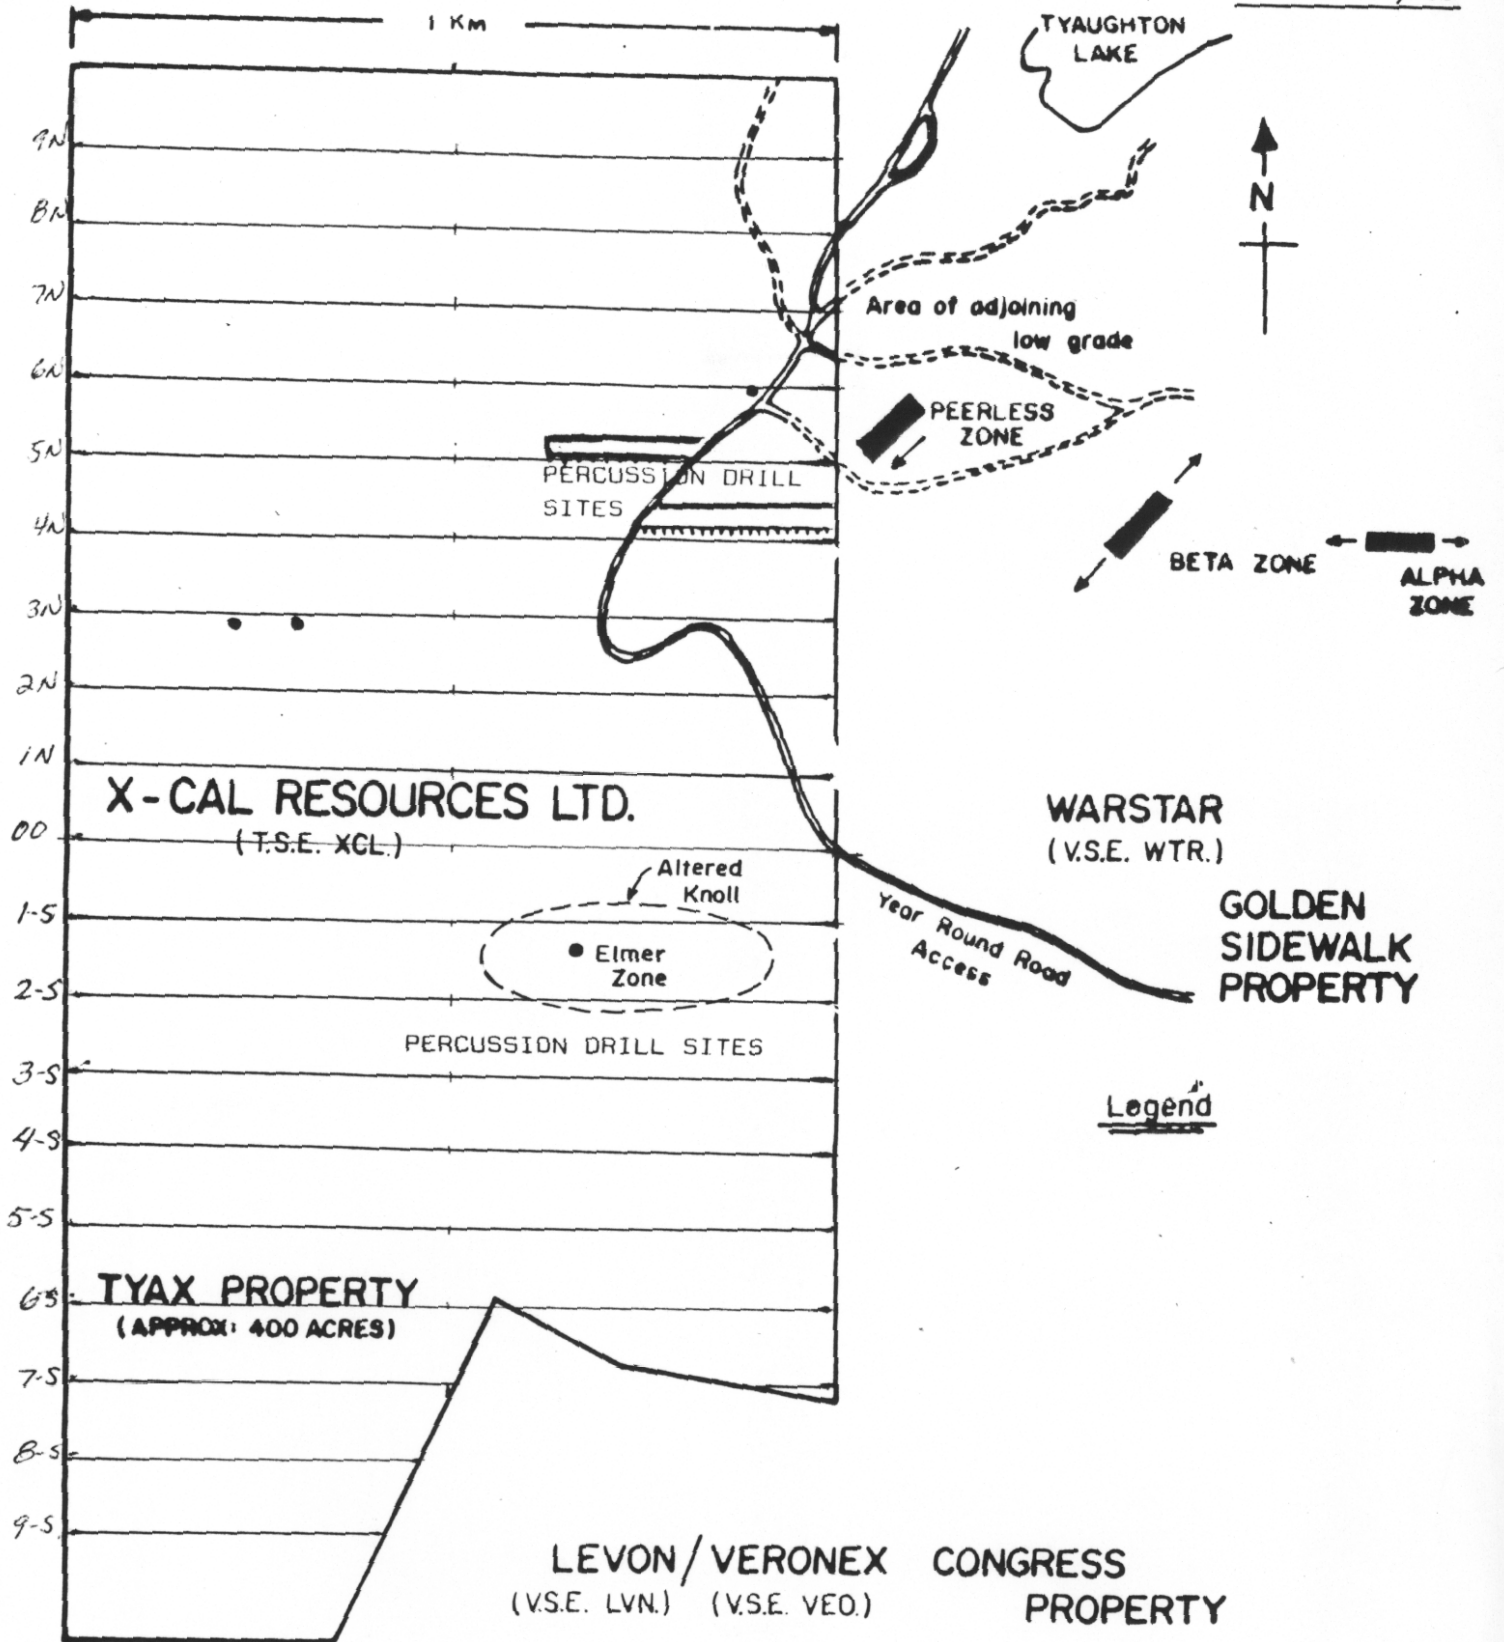 1 Km
TYAUGHTON
LAKE
N
9N
8N
7N
6N
5N
4N
3N
2N
1N
00
1-S
2-S
3-S
4-S
5-S
6S
7-S
8-S
9-S
Area of adjoining
low grade
PEERLESS
ZONE
PERCUSSION DRILL
SITES
BETA ZONE
ALPHA
ZONE
X-CAL RESOURCES LTD.
(T.S.E. XCL.)
WARSTAR
(V.S.E. WTR.)
Altered
Knoll
Elmer
Zone
Year Round Road
Access
GOLDEN
SIDEWALK
PROPERTY
PERCUSSION DRILL SITES
Legend
TYAX PROPERTY
(APPROX: 400 ACRES)
LEVON/VERONEX CONGRESS
(V.S.E. LVN.) (V.S.E. VEO.) PROPERTY